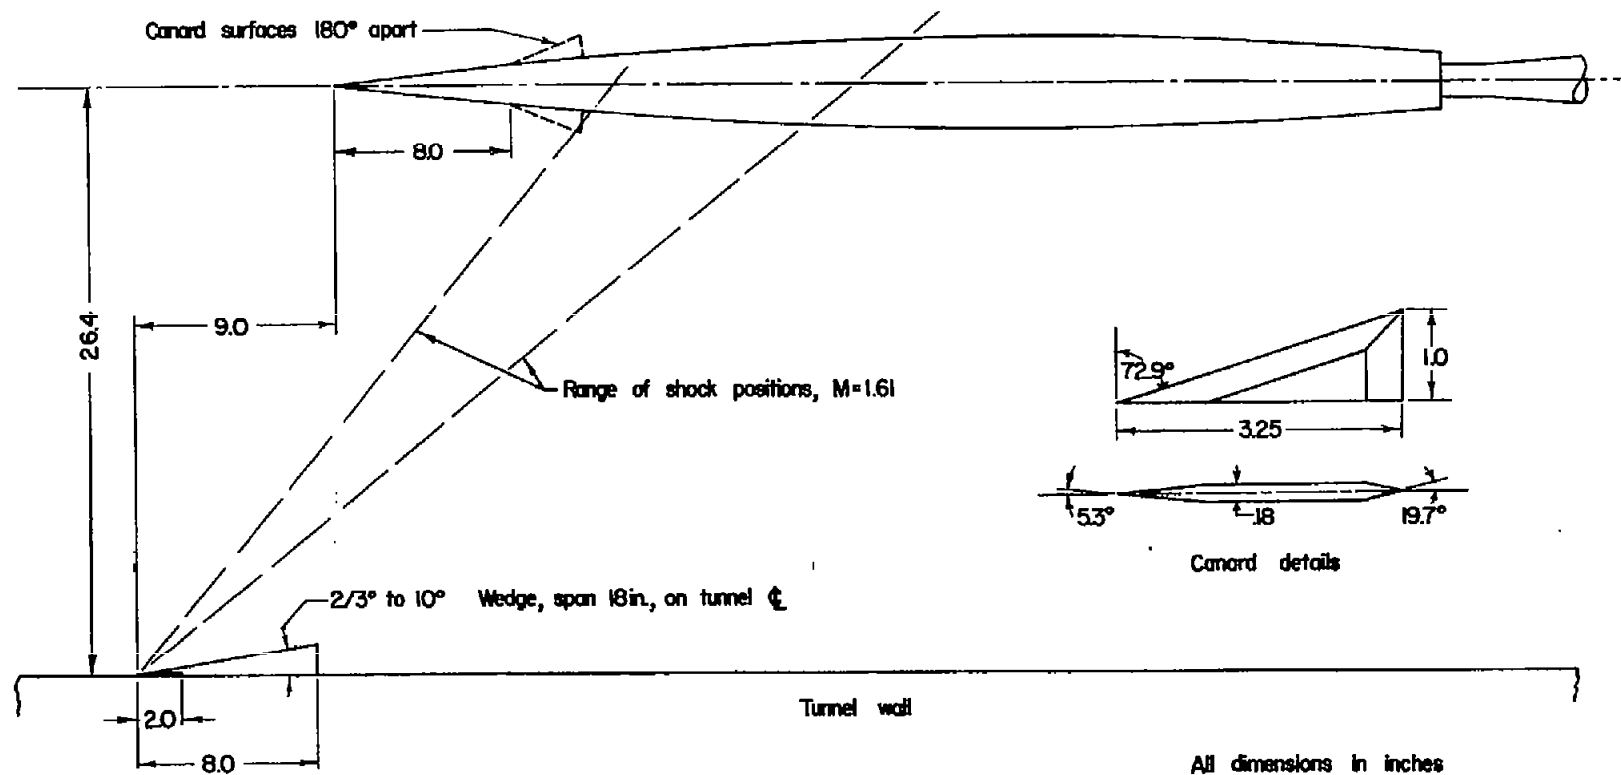 Canard surfaces 180° apart
8.0
9.0
26.4
Range of shock positions, M=1.61
72.9°
1.0
3.25
5.3°
.18
19.7°
Canard details
2/3° to 10° Wedge, span 18in., on tunnel ℄
Tunnel wall
2.0
8.0
All dimensions in inches